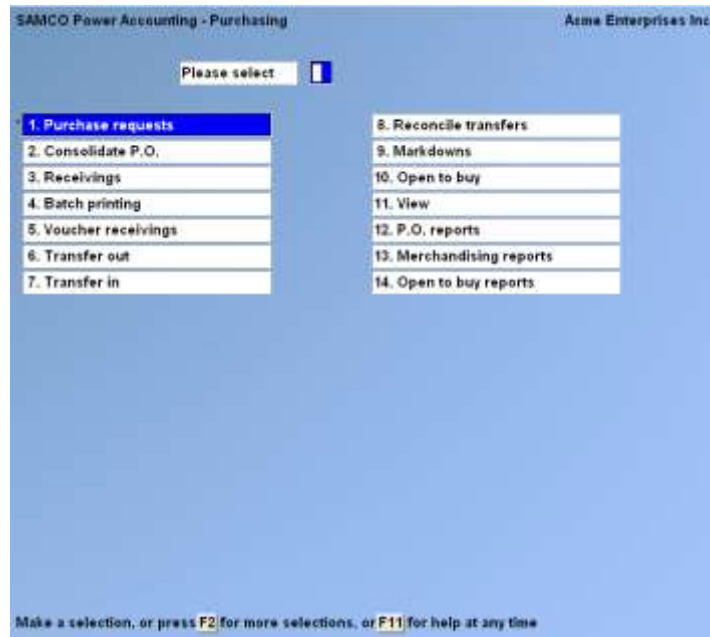 SAMCO Power Accounting - Purchasing
Acme Enterprises Inc
Please select
1. Purchase requests
2. Consolidate P.O.
3. Receivings
4. Batch printing
5. Voucher receivings
6. Transfer out
7. Transfer in
8. Reconcile transfers
9. Markdowns
10. Open to buy
11. View
12. P.O. reports
13. Merchandising reports
14. Open to buy reports
Make a selection, or press F2 for more selections, or F11 for help at any time